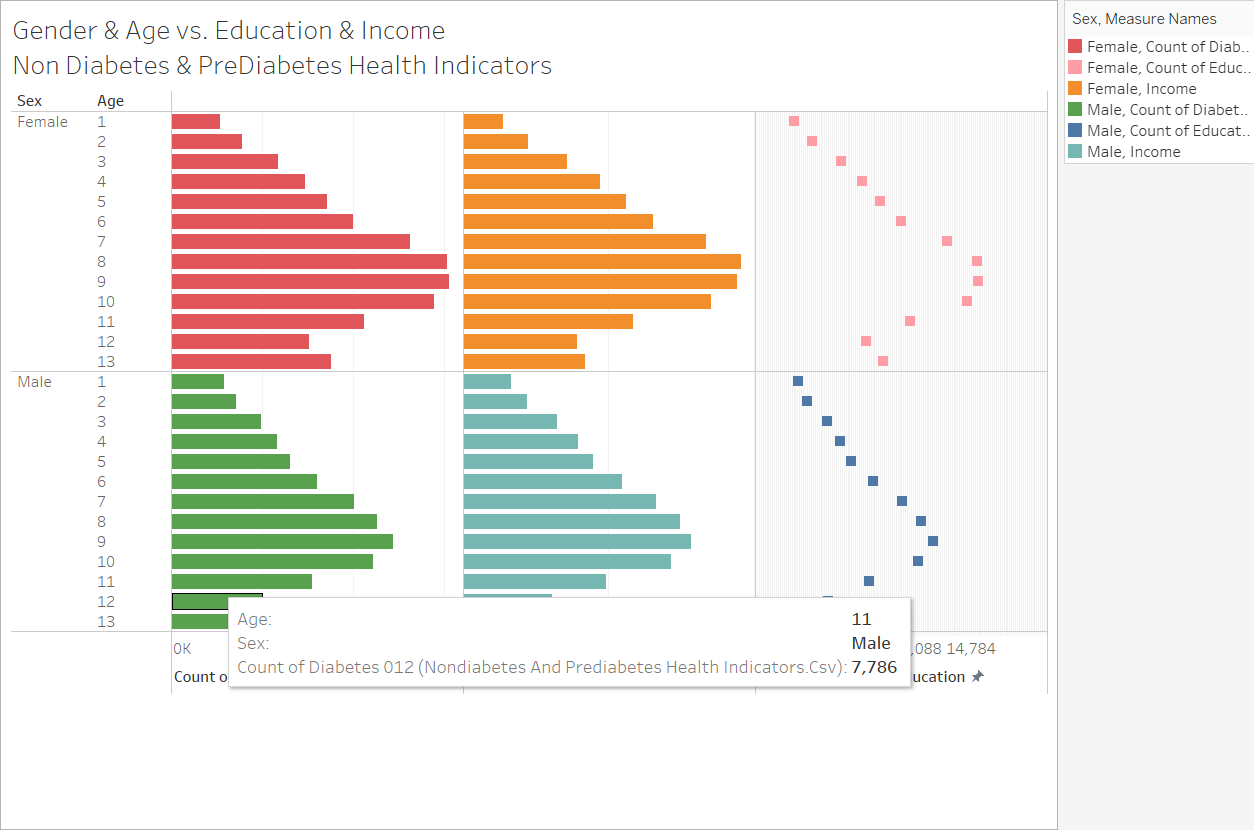 Gender & Age vs. Education & Income
Non Diabetes & PreDiabetes Health Indicators
Sex Age
Female 1
2
3
4
5
6
7
8
9
10
11
12
13
Male 1
2
3
4
5
6
7
8
9
10
11
12
13
0K
,088 14,784
Count o
ucation
Age: 11
Sex: Male
Count of Diabetes 012 (Nondiabetes And Prediabetes Health Indicators.Csv): 7,786
Sex, Measure Names
Female, Count of Diab..
Female, Count of Educ..
Female, Income
Male, Count of Diabet..
Male, Count of Educat..
Male, Income